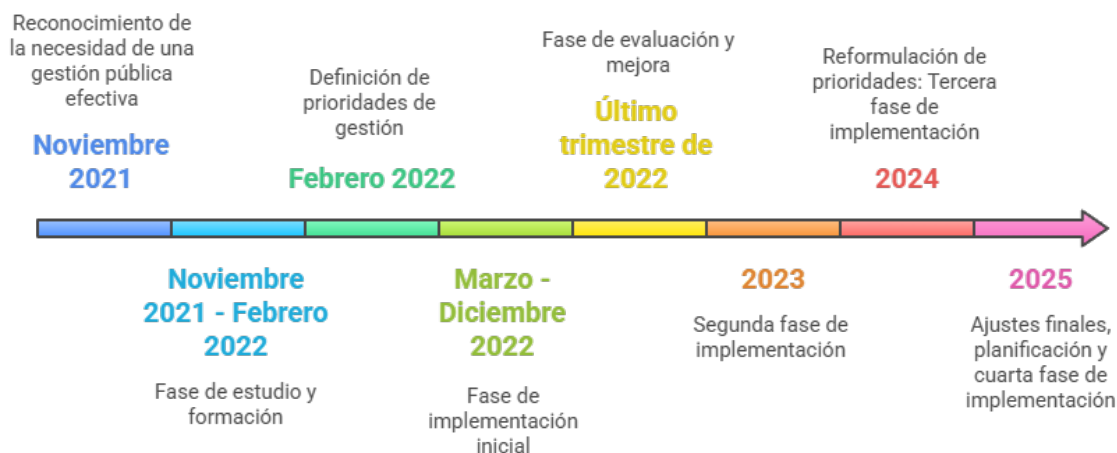 Reconocimiento de
la necesidad de una
gestión pública
efectiva
Noviembre
2021
Noviembre
2021 - Febrero
2022
Fase de estudio y
formación
Definición de
prioridades de
gestión
Febrero 2022
Marzo -
Diciembre
2022
Fase de
implementación
inicial
Fase de evaluación y
mejora
Último
trimestre de
2022
2023
Segunda fase de
implementación
Reformulación de
prioridades: Tercera
fase de
implementación
2024
2025
Ajustes finales,
planificación y
cuarta fase de
implementación